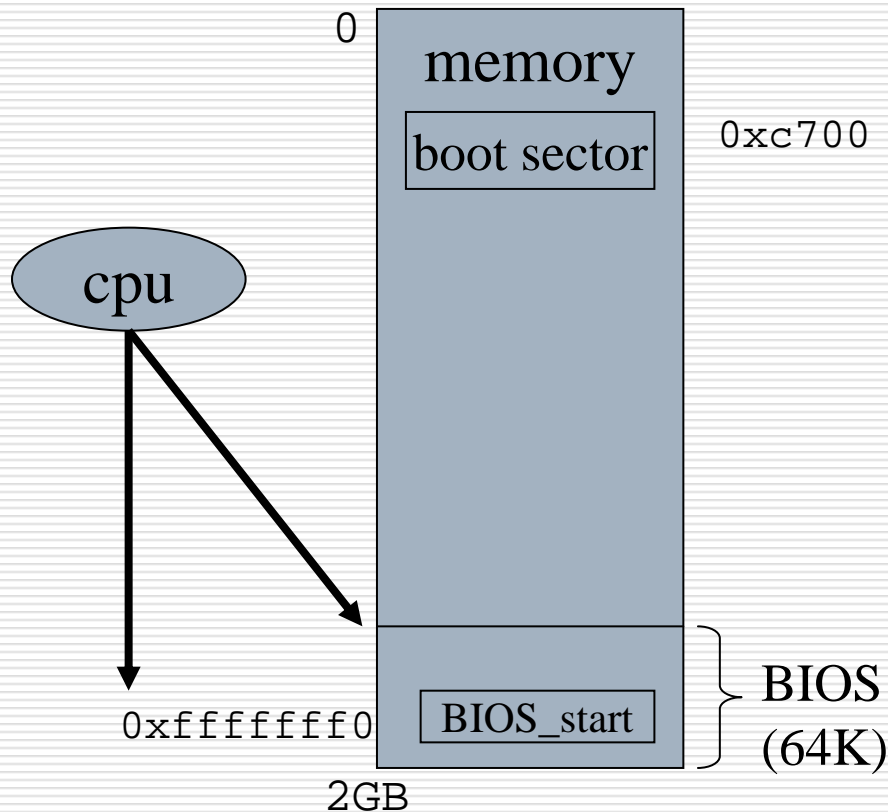 0
memory
boot sector
0xc700
cpu
0xfffffff0
BIOS_start
BIOS
(64K)
2GB